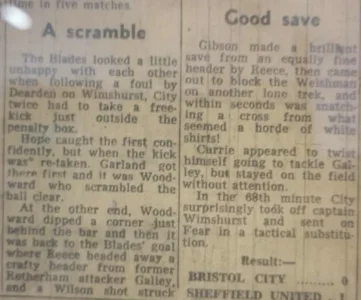 time in five matches.
A scramble
The Blades looked a little
unhappy with each other
when following a foul by
Dearden on Wimshurst, City
twice had to take a free-
kick just outside the
penalty box.
Hope caught the first con-
fidently, but when the kick
was re-taken Garland got
there first and it was Wood-
ward who scrambled the
ball clear.
At the other end, Wood-
ward dipped a corner just
behind the bar and then it
was back to the Blades' goal
where Reece headed away a
crafty header from former
Rotherham attacker Galley,
and a Wilson shot struck
Good save
Gibson made a brilliant
save from an equally fine
header by Reece, then came
out to block the Welshman
on another lone trek, and
within seconds was snatch-
ing a cross from what
seemed a horde of white
shirts!
Currie appeared to twist
himself going to tackle Gal-
ley, but stayed on the field
without attention.
In the 68th minute City
surprisingly took off captain
Wimshurst and sent on
Fear in a tactical substitu-
tion.
Result:—
BRISTOL CITY ........ 0
SHEFFIELD UNITED